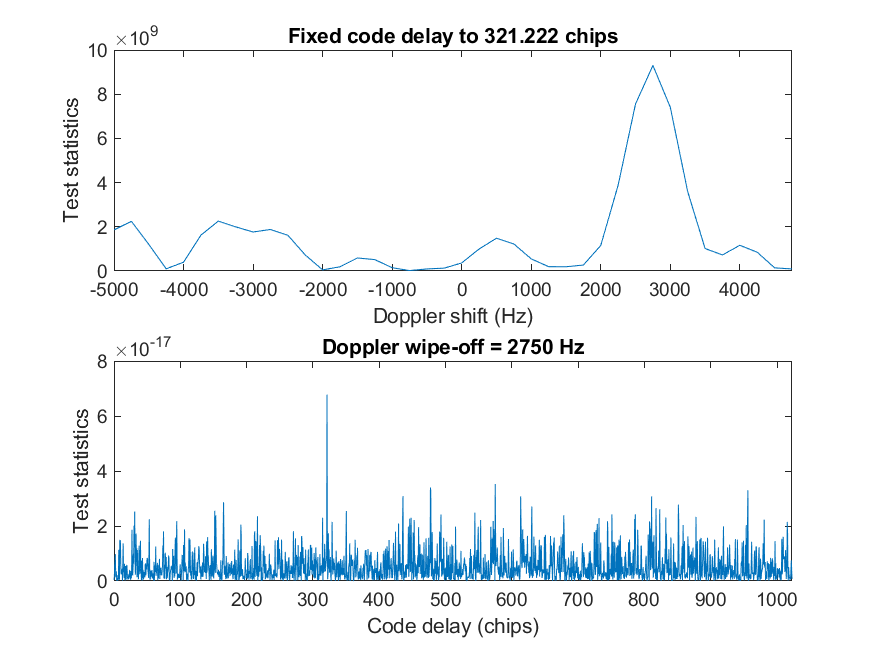 ×10^9
Fixed code delay to 321.222 chips
10
8
6
4
2
0
Test statistics
-5000 -4000 -3000 -2000 -1000 0 1000 2000 3000 4000
Doppler shift (Hz)
×10^-17
Doppler wipe-off = 2750 Hz
8
6
4
2
0
Test statistics
0 100 200 300 400 500 600 700 800 900 1000
Code delay (chips)